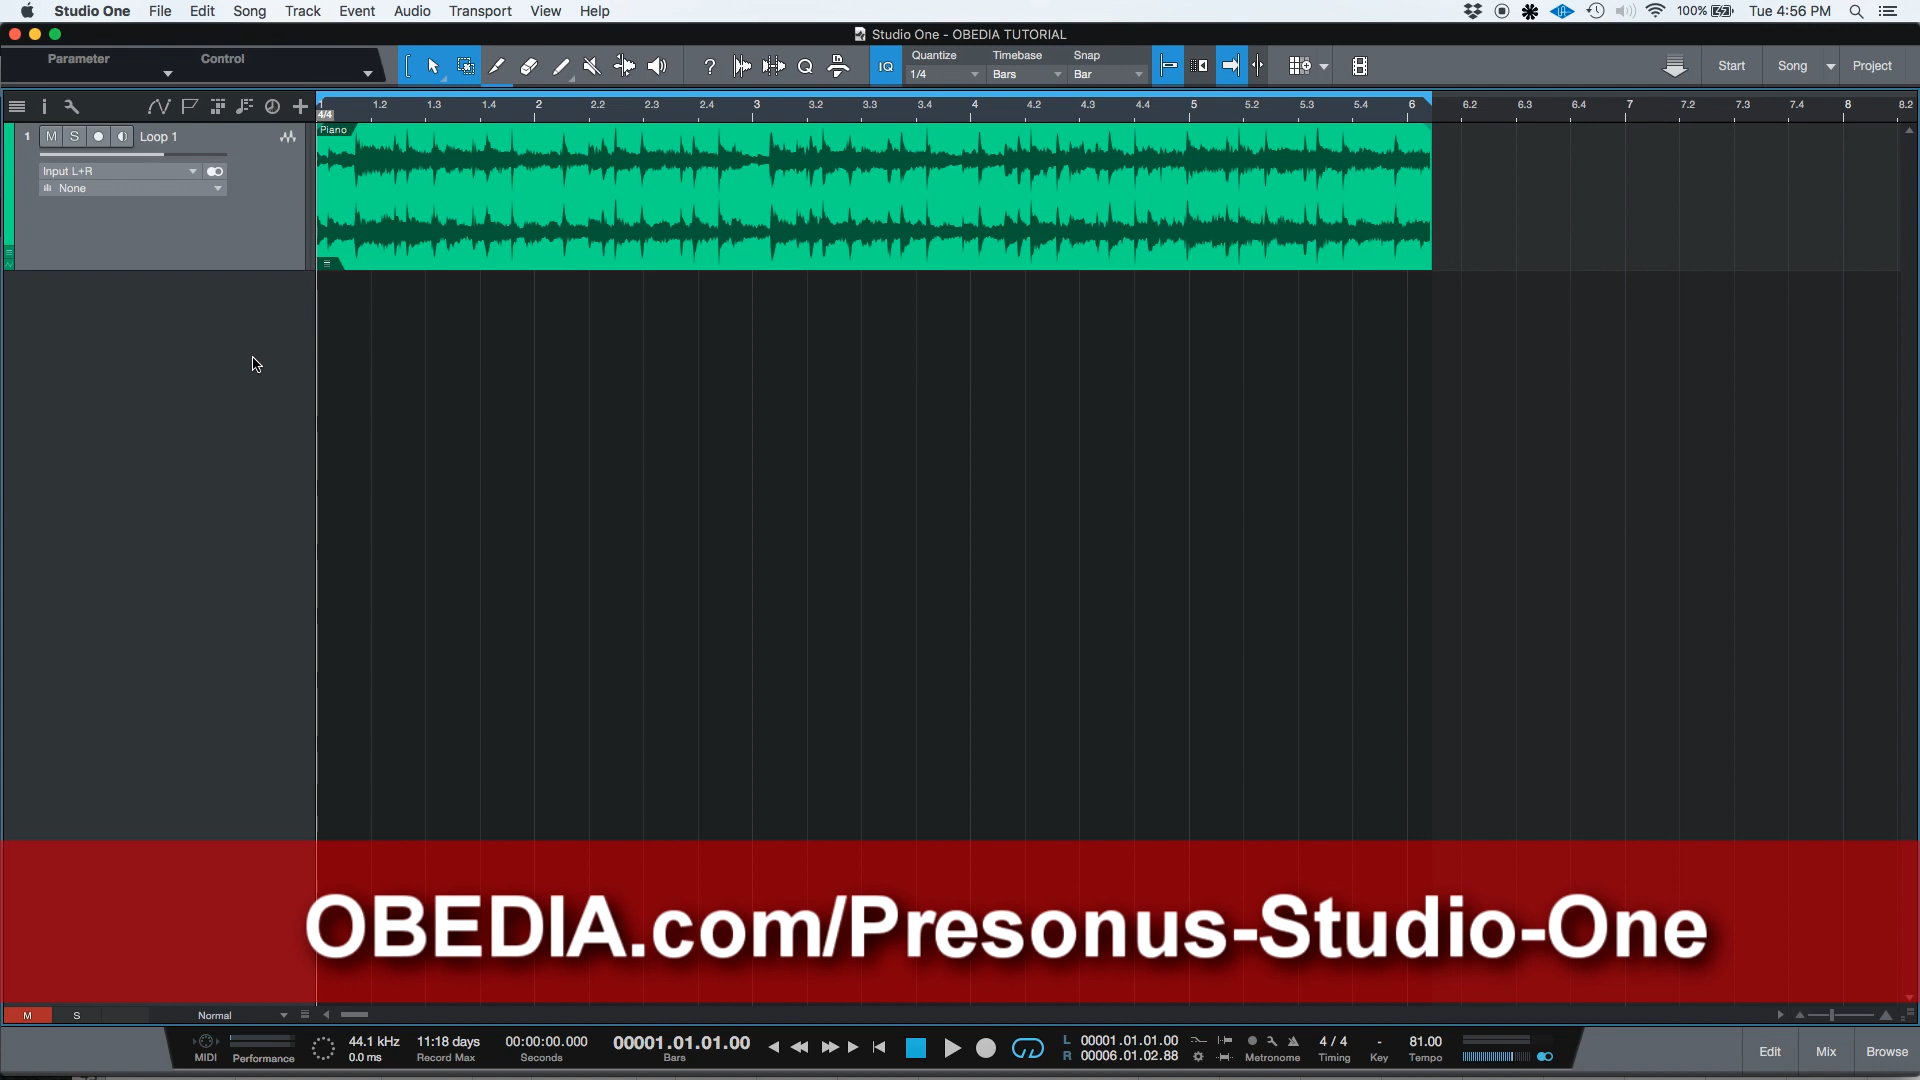 Studio One File Edit Song Track Event Audio Transport View Help 100% Tue 4:56 PM
Studio One - OBEDIA TUTORIAL
Parameter Control
? Q IQ
Quantize Timebase Snap
1/4 Bars Bar
Start Song Project
1 1.2 1.3 1.4 2 2.2 2.3 2.4 3 3.2 3.3 3.4 4 4.2 4.3 4.4 5 5.2 5.3 5.4 6 6.2 6.3 6.4 7 7.2 7.3 7.4 8 8.2
4/4
Piano
1 M S Loop 1
Input L+R
None
OBEDIA.com/Presonus-Studio-One
M S Normal
44.1 kHz 11:18 days 00:00:00.000 00001.01.01.00 L 00001.01.01.00 4 / 4 - 81.00
MIDI Performance 0.0 ms Record Max Seconds Bars R 00006.01.02.88 Metronome Timing Key Tempo
Edit Mix Browse